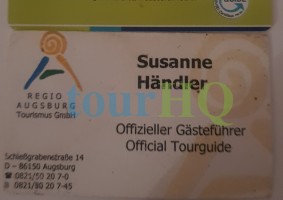 Susanne
Händler
REGIO
AUGSBURG
Tourismus GmbH
tourHQ
Offizieller Gästeführer
Official Tourguide
Schießgrabenstraße 14
D – 86150 Augsburg
☎ 0821/50 20 7-0
0821/50 20 7-45